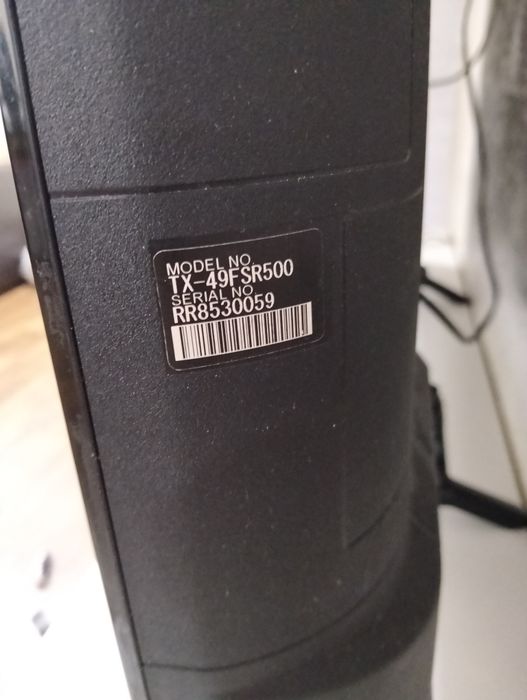 MODEL NO.
TX-49FSR500
SERIAL NO.
RR8530059